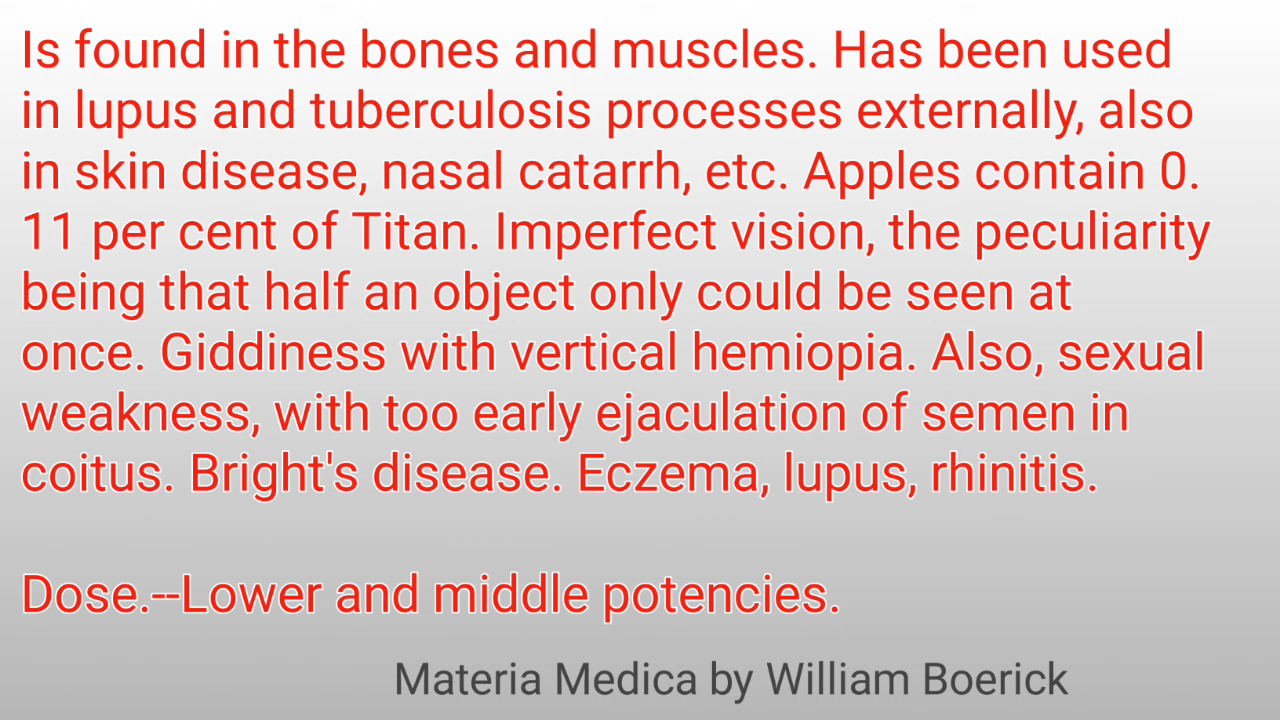 Is found in the bones and muscles. Has been used
in lupus and tuberculosis processes externally, also
in skin disease, nasal catarrh, etc. Apples contain 0.
11 per cent of Titan. Imperfect vision, the peculiarity
being that half an object only could be seen at
once. Giddiness with vertical hemiopia. Also, sexual
weakness, with too early ejaculation of semen in
coitus. Bright's disease. Eczema, lupus, rhinitis.
Dose.--Lower and middle potencies.
Materia Medica by William Boerick